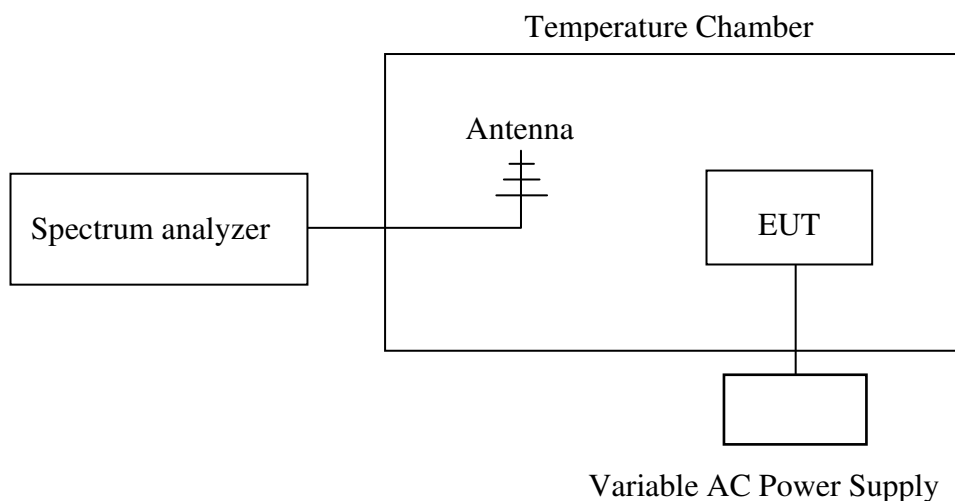 Temperature Chamber
Antenna
Spectrum analyzer
EUT
Variable AC Power Supply